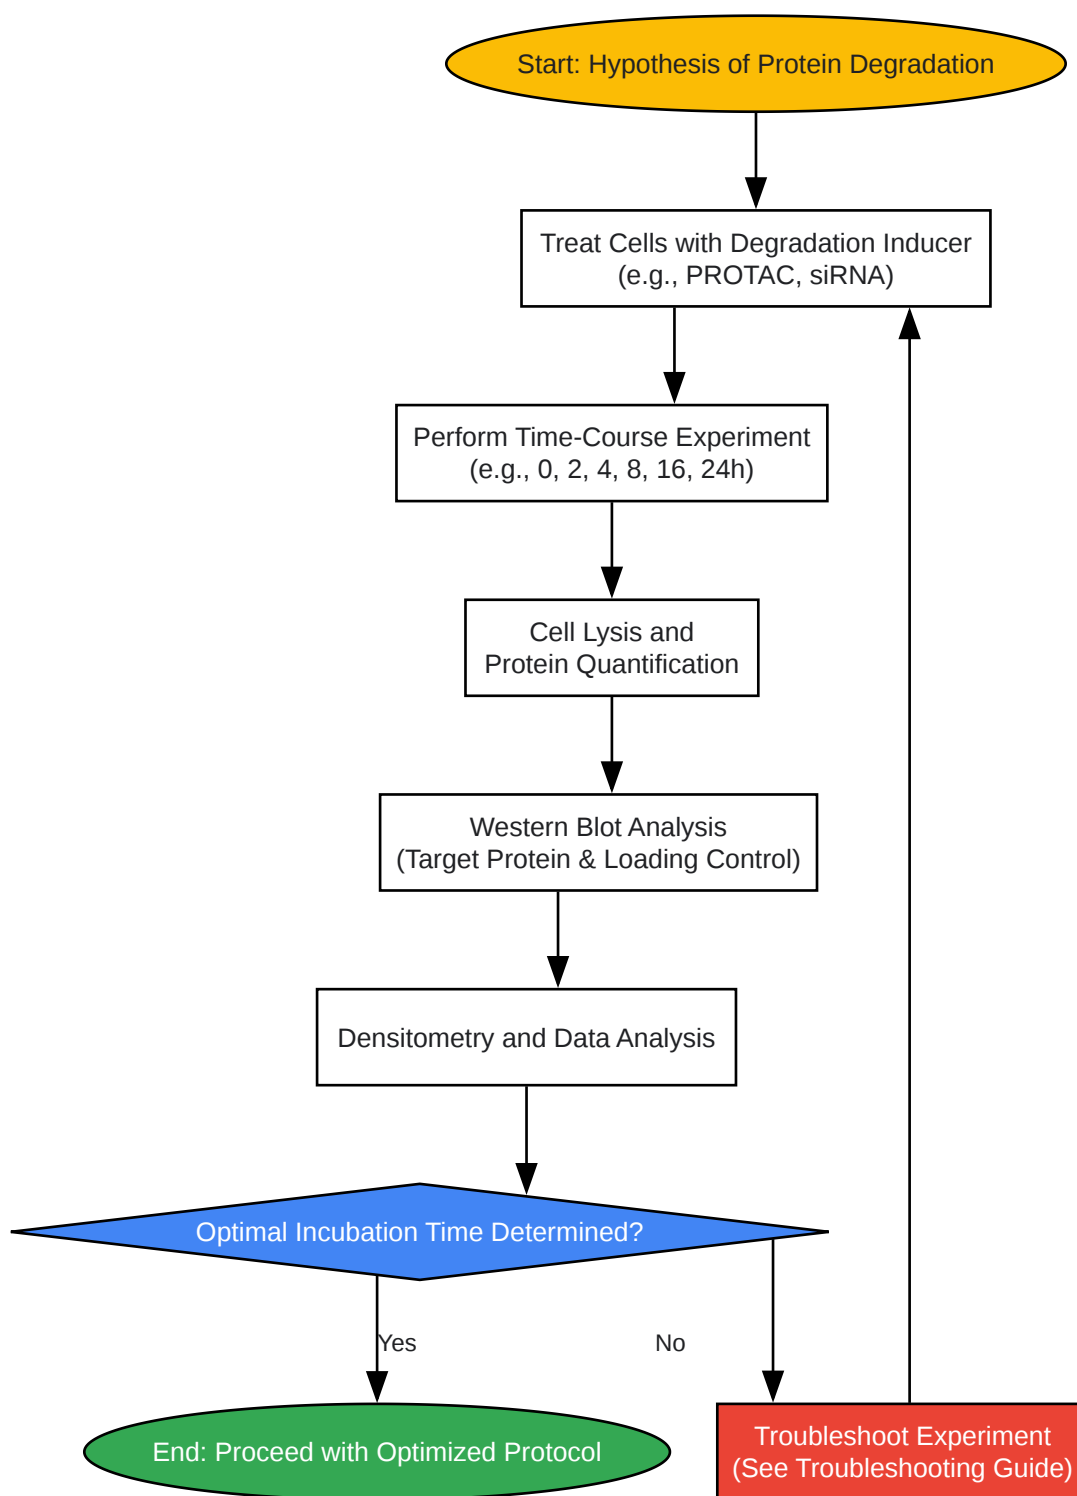 Start: Hypothesis of Protein Degradation
Treat Cells with Degradation Inducer
(e.g., PROTAC, siRNA)
Perform Time-Course Experiment
(e.g., 0, 2, 4, 8, 16, 24h)
Cell Lysis and
Protein Quantification
Western Blot Analysis
(Target Protein & Loading Control)
Densitometry and Data Analysis
Optimal Incubation Time Determined?
Yes
No
End: Proceed with Optimized Protocol
Troubleshoot Experiment
(See Troubleshooting Guide)